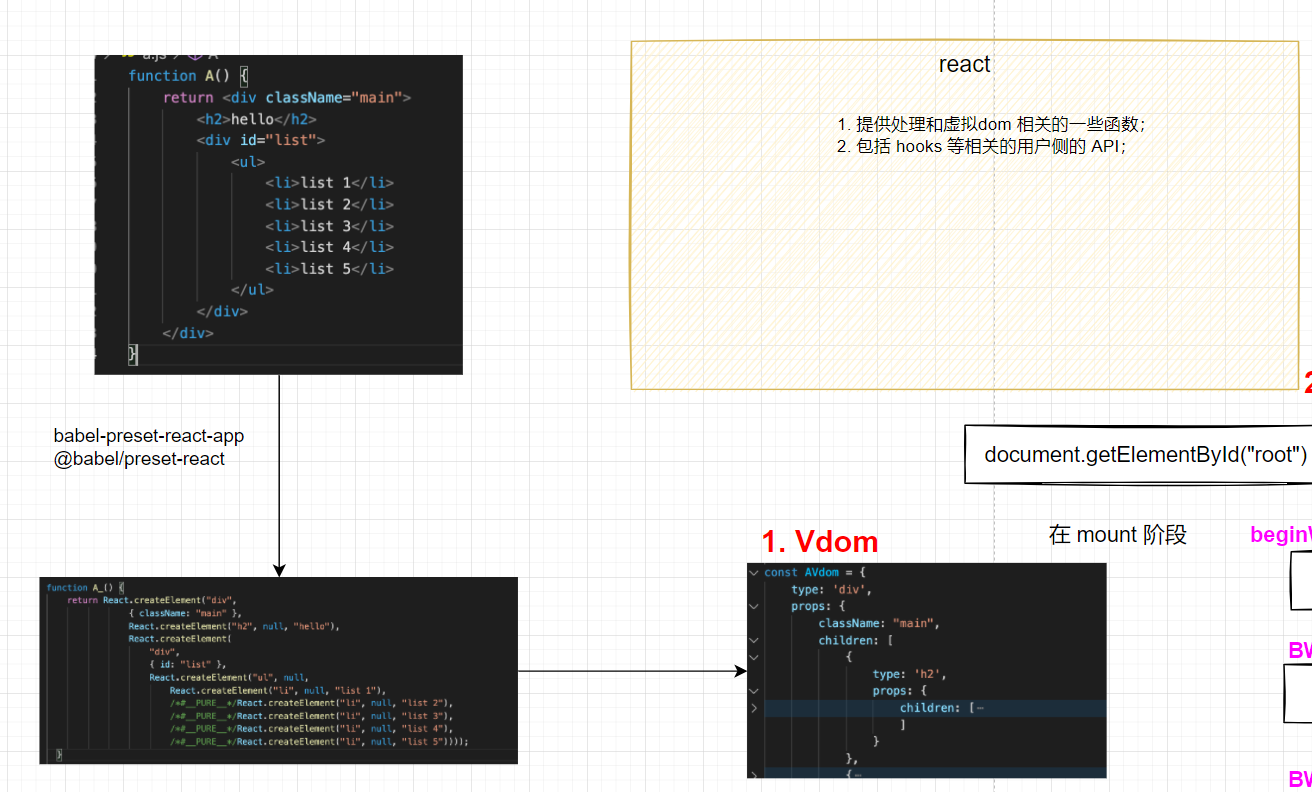 a.js
A
function A() {
return <div className="main">
<h2>hello</h2>
<div id="list">
<ul>
<li>list 1</li>
<li>list 2</li>
<li>list 3</li>
<li>list 4</li>
<li>list 5</li>
</ul>
</div>
</div>
}
react
1. 提供处理和虚拟dom 相关的一些函数；
2. 包括 hooks 等相关的用户侧的 API；
2
babel-preset-react-app
@babel/preset-react
document.getElementById("root")
1. Vdom
在 mount 阶段
beginW
function A_() {
return React.createElement("div",
{ className: "main" },
React.createElement("h2", null, "hello"),
React.createElement(
"div",
{ id: "list" },
React.createElement("ul", null,
React.createElement("li", null, "list 1"),
/*#__PURE__*/React.createElement("li", null, "list 2"),
/*#__PURE__*/React.createElement("li", null, "list 3"),
/*#__PURE__*/React.createElement("li", null, "list 4"),
/*#__PURE__*/React.createElement("li", null, "list 5"))));
}
const AVdom = {
type: 'div',
props: {
className: "main",
children: [
{
type: 'h2',
props: {
children: [
]
}
},
{
BW
BW